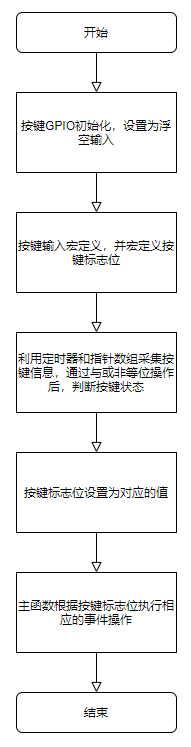 开始
按键GPIO初始化，设置为浮
空输入
按键输入宏定义，并宏定义按
键标志位
利用定时器和指针数组采集按
键信息，通过与或非等位操作
后，判断按键状态
按键标志位设置为对应的值
主函数根据按键标志位执行相
应的事件操作
结束